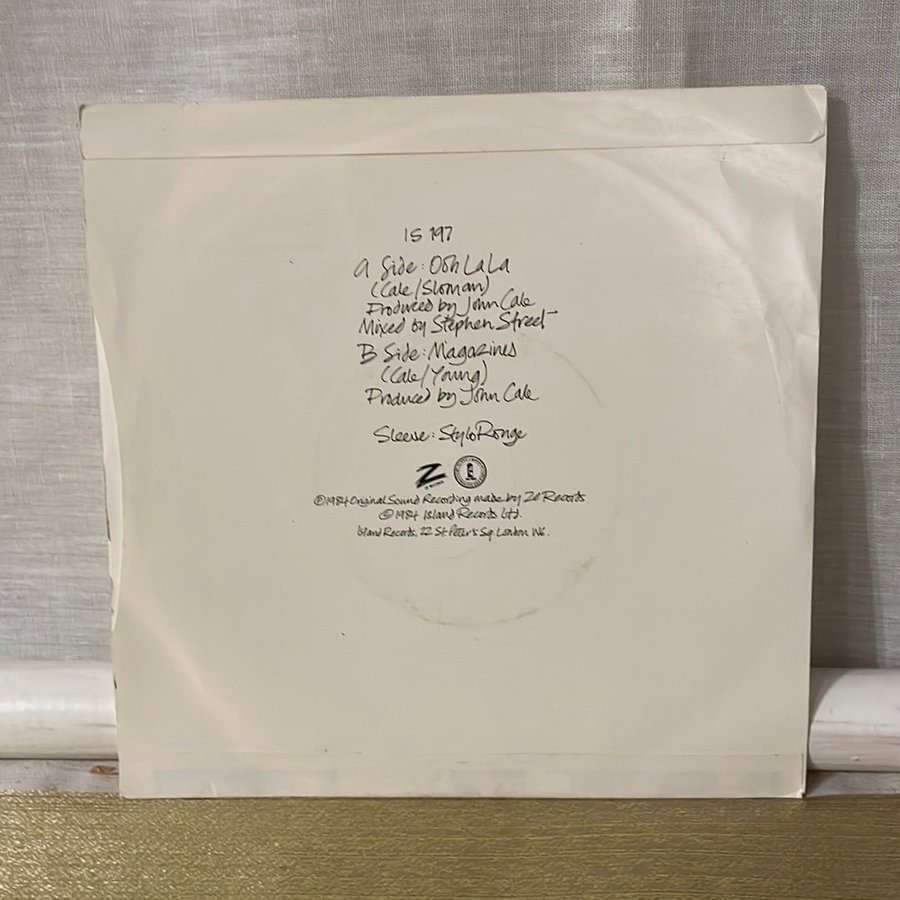 IS 197
A Side: Ooh La La
(Cale/Sloman)
Produced by John Cale
Mixed by Stephen Street
B Side: Magazines
(Cale/Young)
Produced by John Cale
Sleeve: Stylo Rouge
Z
ⓟ1984 Original Sound Recording made by Ze Records
©1984 Island Records Ltd.
Island Records, 22 St. Peter's Sq. London W6.